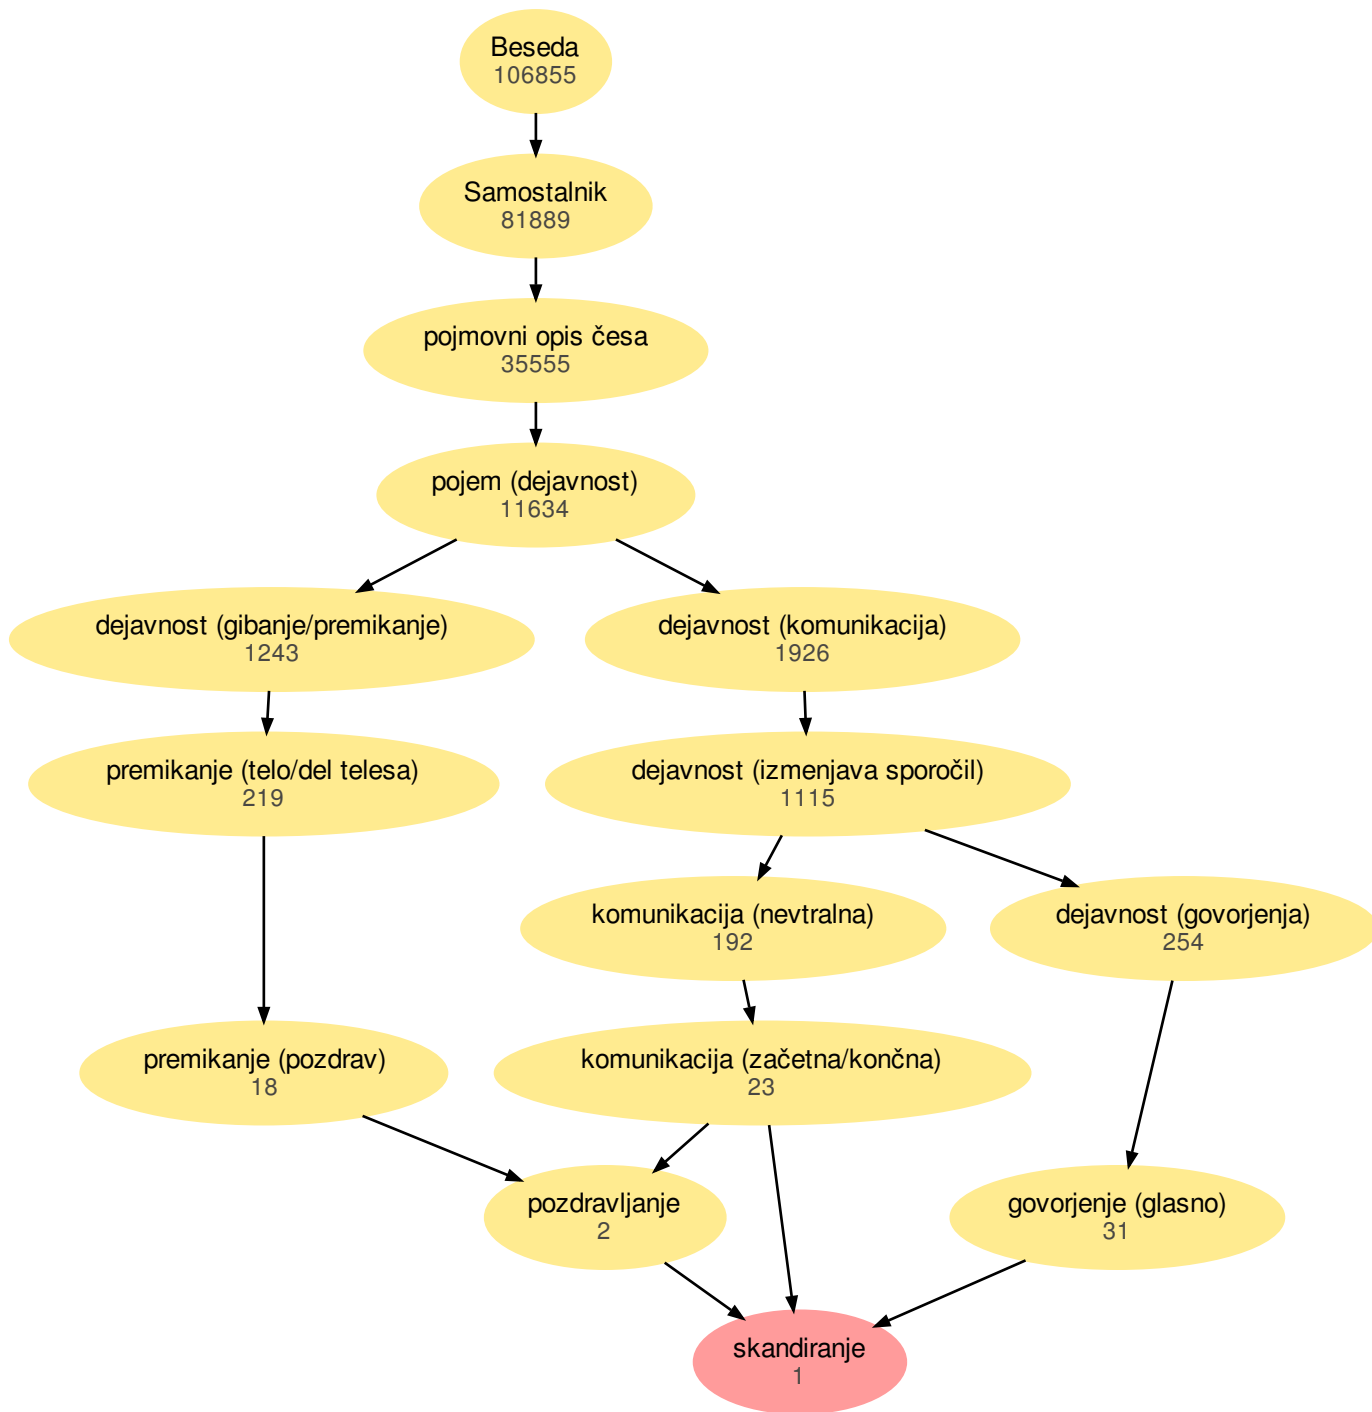 Beseda
106855
Samostalnik
81889
pojmovni opis česa
35555
pojem (dejavnost)
11634
dejavnost (gibanje/premikanje)
1243
dejavnost (komunikacija)
1926
premikanje (telo/del telesa)
219
dejavnost (izmenjava sporočil)
1115
komunikacija (nevtralna)
192
dejavnost (govorjenja)
254
premikanje (pozdrav)
18
komunikacija (začetna/končna)
23
pozdravljanje
2
govorjenje (glasno)
31
skandiranje
1